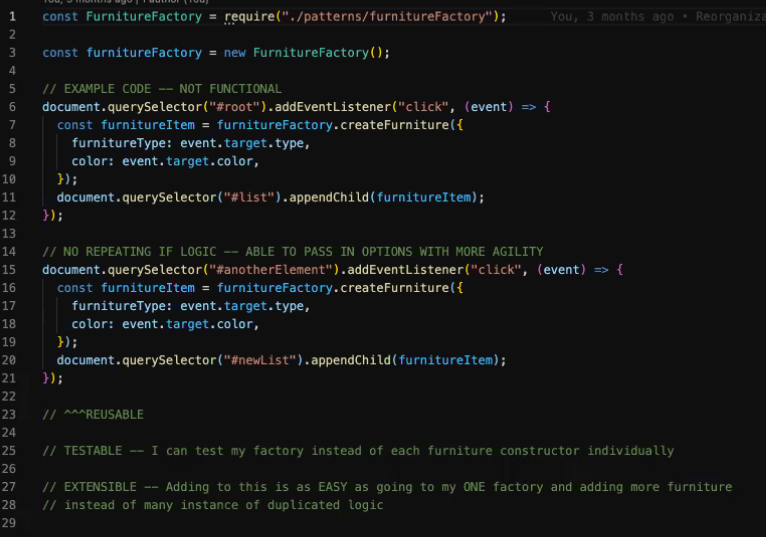 You, 3 months ago | 1 author (You)
1 const FurnitureFactory = require("./patterns/furnitureFactory"); You, 3 months ago • Reorganiza
2
3 const furnitureFactory = new FurnitureFactory();
4
5 // EXAMPLE CODE -- NOT FUNCTIONAL
6 document.querySelector("#root").addEventListener("click", (event) => {
7 const furnitureItem = furnitureFactory.createFurniture({
8 furnitureType: event.target.type,
9 color: event.target.color,
10 });
11 document.querySelector("#list").appendChild(furnitureItem);
12 });
13
14 // NO REPEATING IF LOGIC -- ABLE TO PASS IN OPTIONS WITH MORE AGILITY
15 document.querySelector("#anotherElement").addEventListener("click", (event) => {
16 const furnitureItem = furnitureFactory.createFurniture({
17 furnitureType: event.target.type,
18 color: event.target.color,
19 });
20 document.querySelector("#newList").appendChild(furnitureItem);
21 });
22
23 // ^^^REUSABLE
24
25 // TESTABLE -- I can test my factory instead of each furniture constructor individually
26
27 // EXTENSIBLE -- Adding to this is as EASY as going to my ONE factory and adding more furniture
28 // instead of many instance of duplicated logic
29